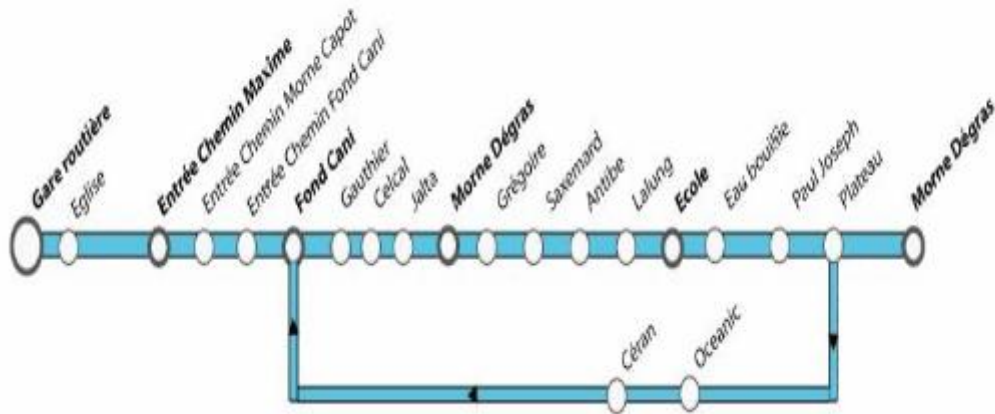 Gare routière
Eglise
Entrée Chemin Maxime
Entrée Chemin Morne Capot
Entrée Chemin Fond Cani
Fond Cani
Gauthier
Celcal
Jalta
Morne Dégras
Grégoire
Saxemard
Antibe
Lalung
Ecole
Eau bouillie
Paul Joseph
Plateau
Morne Dégras
Céran
Oceanic